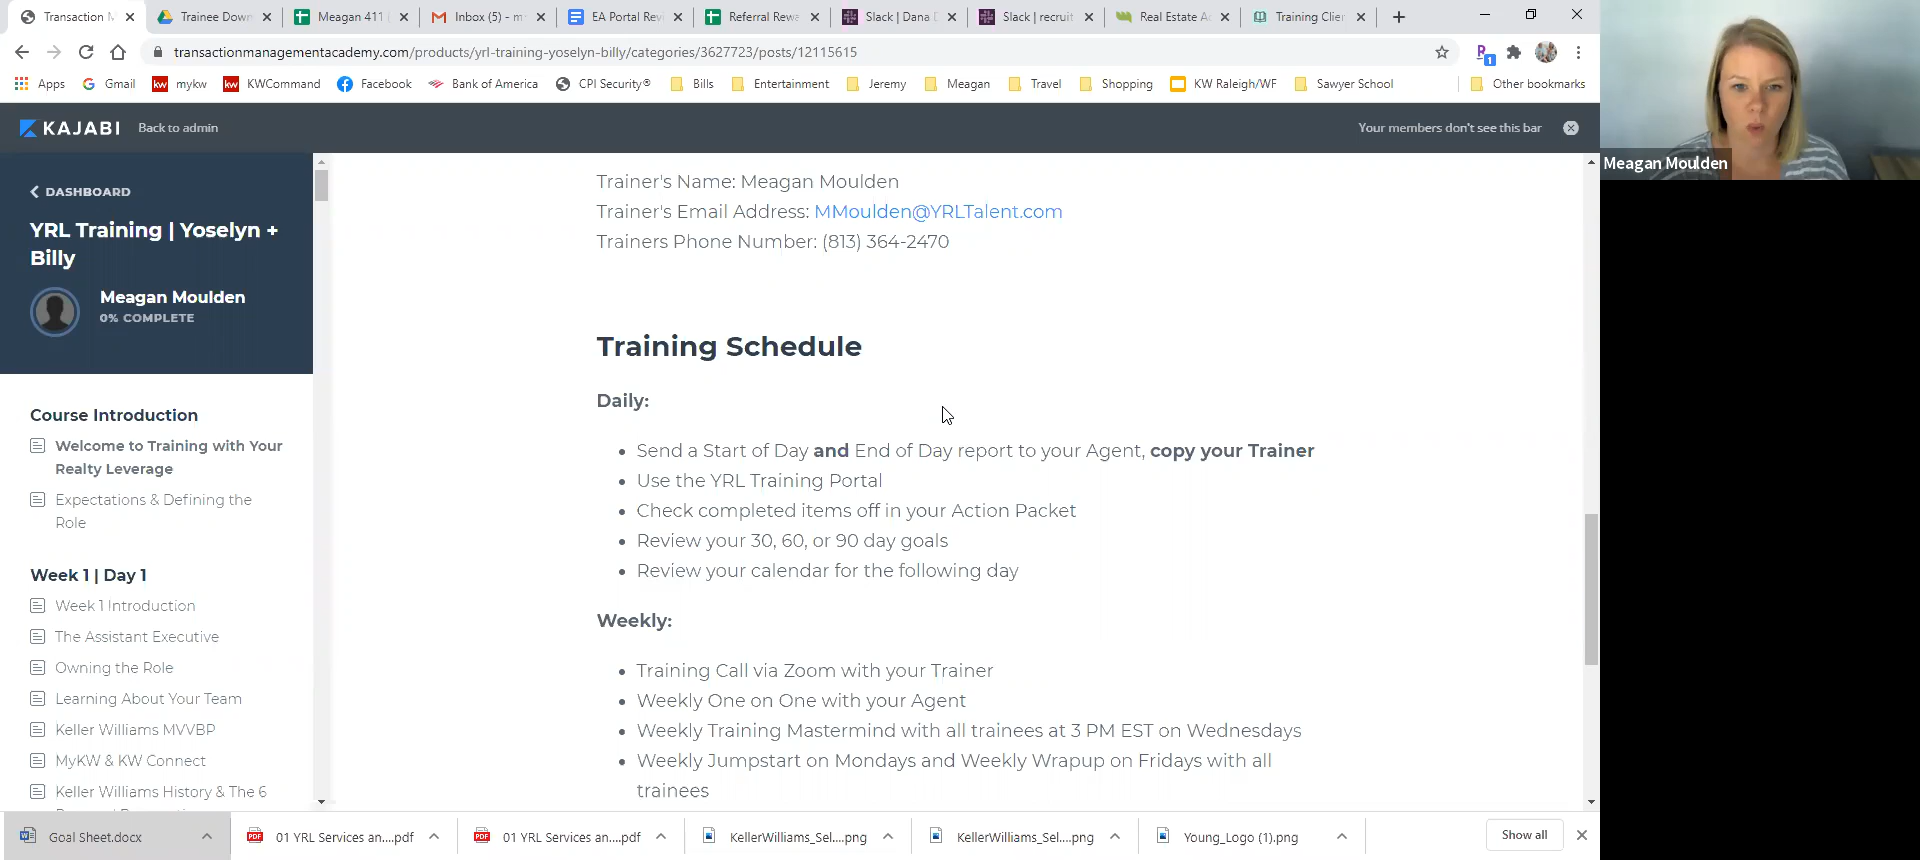 Transaction M
Trainee Down
Meagan 411
Inbox (5) - m
EA Portal Rev
Referral Rewa
Slack | Dana D
Slack | recruit
Real Estate A
Training Clie
transactionmanagementacademy.com/products/yrl-training-yoselyn-billy/categories/3627723/posts/12115615
Apps
Gmail
kw mykw
kw KWCommand
Facebook
Bank of America
CPI Security®
Bills
Entertainment
Jeremy
Meagan
Travel
Shopping
KW Raleigh/WF
Sawyer School
Other bookmarks
KAJABI
Back to admin
Your members don't see this bar
Meagan Moulden
DASHBOARD
YRL Training | Yoselyn +
Billy
Meagan Moulden
0% COMPLETE
Course Introduction
Welcome to Training with Your
Realty Leverage
Expectations & Defining the
Role
Week 1 | Day 1
Week 1 Introduction
The Assistant Executive
Owning the Role
Learning About Your Team
Keller Williams MVVBP
MyKW & KW Connect
Keller Williams History & The 6
Trainer's Name: Meagan Moulden
Trainer's Email Address: MMoulden@YRLTalent.com
Trainers Phone Number: (813) 364-2470
Training Schedule
Daily:
Send a Start of Day and End of Day report to your Agent, copy your Trainer
Use the YRL Training Portal
Check completed items off in your Action Packet
Review your 30, 60, or 90 day goals
Review your calendar for the following day
Weekly:
Training Call via Zoom with your Trainer
Weekly One on One with your Agent
Weekly Training Mastermind with all trainees at 3 PM EST on Wednesdays
Weekly Jumpstart on Mondays and Weekly Wrapup on Fridays with all
trainees
Goal Sheet.docx
01 YRL Services an....pdf
01 YRL Services an....pdf
KellerWilliams_Sel....png
KellerWilliams_Sel....png
Young_Logo (1).png
Show all